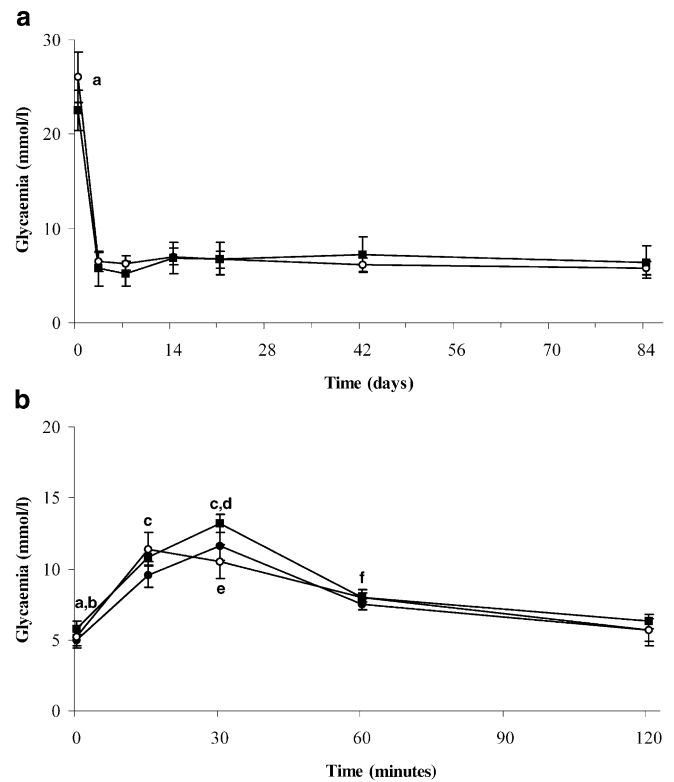 a
30
20
10
0
a
Glycaemia (mmol/l)
0 14 28 42 56 70 84
Time (days)
b
20
15
10
5
0
a,b
c
c,d
e
f
Glycaemia (mmol/l)
0 30 60 90 120
Time (minutes)